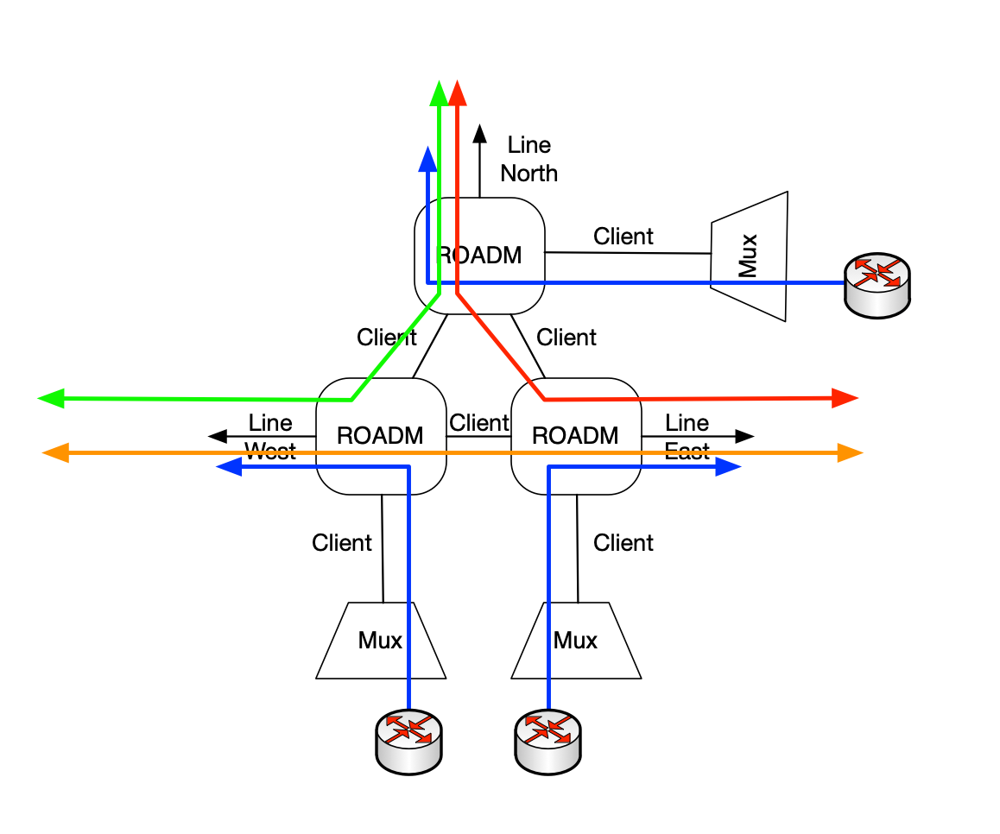 Line
North
Client
Mux
ROADM
Client
Client
Line
West
ROADM
Client
ROADM
Line
East
Client
Client
Mux
Mux